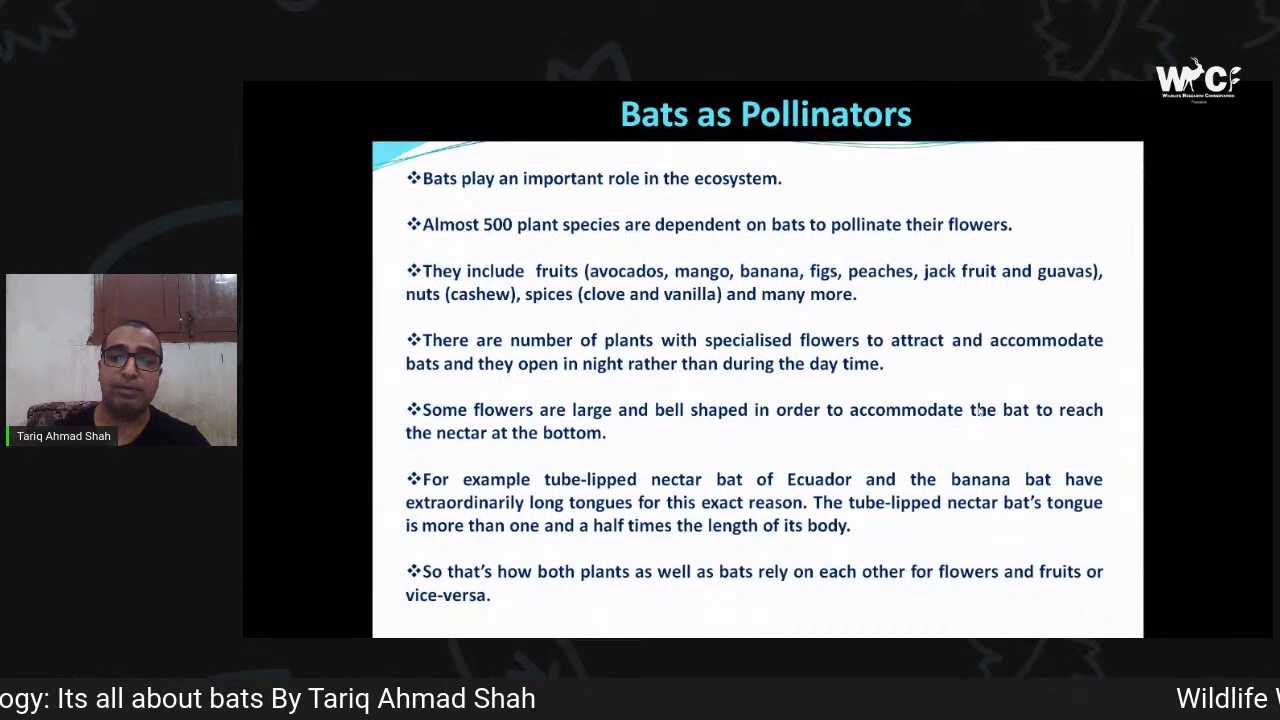 WCF
WILDLIFE RESEARCH CONSERVATION
Bats as Pollinators
❖Bats play an important role in the ecosystem.
❖Almost 500 plant species are dependent on bats to pollinate their flowers.
❖They include fruits (avocados, mango, banana, figs, peaches, jack fruit and guavas),
nuts (cashew), spices (clove and vanilla) and many more.
❖There are number of plants with specialised flowers to attract and accommodate
bats and they open in night rather than during the day time.
❖Some flowers are large and bell shaped in order to accommodate the bat to reach
the nectar at the bottom.
❖For example tube-lipped nectar bat of Ecuador and the banana bat have
extraordinarily long tongues for this exact reason. The tube-lipped nectar bat’s tongue
is more than one and a half times the length of its body.
❖So that’s how both plants as well as bats rely on each other for flowers and fruits or
vice-versa.
Tariq Ahmad Shah
ogy: Its all about bats By Tariq Ahmad Shah
Wildlife